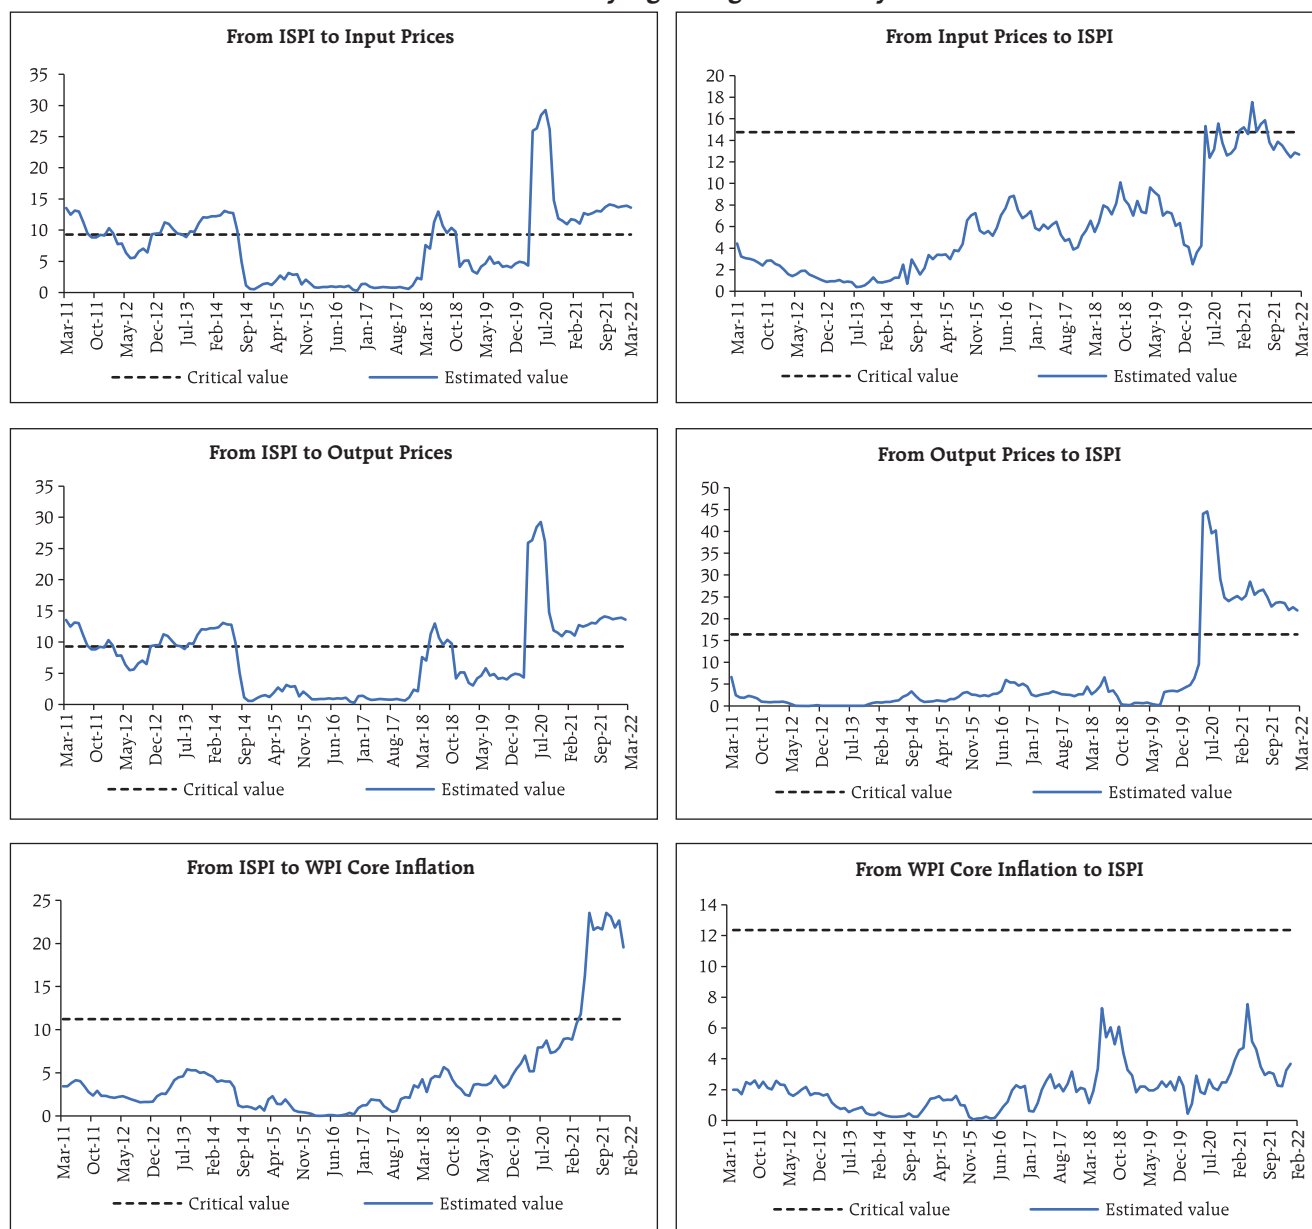 From ISPI to Input Prices
35
30
25
20
15
10
5
0
Mar-11 Oct-11 May-12 Dec-12 Jul-13 Feb-14 Sep-14 Apr-15 Nov-15 Jun-16 Jan-17 Aug-17 Mar-18 Oct-18 May-19 Dec-19 Jul-20 Feb-21 Sep-21 Mar-22
Critical value Estimated value
From Input Prices to ISPI
20
18
16
14
12
10
8
6
4
2
0
Mar-11 Oct-11 May-12 Dec-12 Jul-13 Feb-14 Sep-14 Apr-15 Nov-15 Jun-16 Jan-17 Aug-17 Mar-18 Oct-18 May-19 Dec-19 Jul-20 Feb-21 Sep-21 Mar-22
Critical value Estimated value
From ISPI to Output Prices
35
30
25
20
15
10
5
0
Mar-11 Oct-11 May-12 Dec-12 Jul-13 Feb-14 Sep-14 Apr-15 Nov-15 Jun-16 Jan-17 Aug-17 Mar-18 Oct-18 May-19 Dec-19 Jul-20 Feb-21 Sep-21 Mar-22
Critical value Estimated value
From Output Prices to ISPI
50
45
40
35
30
25
20
15
10
5
0
Mar-11 Oct-11 May-12 Dec-12 Jul-13 Feb-14 Sep-14 Apr-15 Nov-15 Jun-16 Jan-17 Aug-17 Mar-18 Oct-18 May-19 Dec-19 Jul-20 Feb-21 Sep-21 Mar-22
Critical value Estimated value
From ISPI to WPI Core Inflation
25
20
15
10
5
0
Mar-11 Oct-11 May-12 Dec-12 Jul-13 Feb-14 Sep-14 Apr-15 Nov-15 Jun-16 Jan-17 Aug-17 Mar-18 Oct-18 May-19 Dec-19 Jul-20 Feb-21 Sep-21 Feb-22
Critical value Estimated value
From WPI Core Inflation to ISPI
14
12
10
8
6
4
2
0
Mar-11 Oct-11 May-12 Dec-12 Jul-13 Feb-14 Sep-14 Apr-15 Nov-15 Jun-16 Jan-17 Aug-17 Mar-18 Oct-18 May-19 Dec-19 Jul-20 Feb-21 Sep-21 Feb-22
Critical value Estimated value